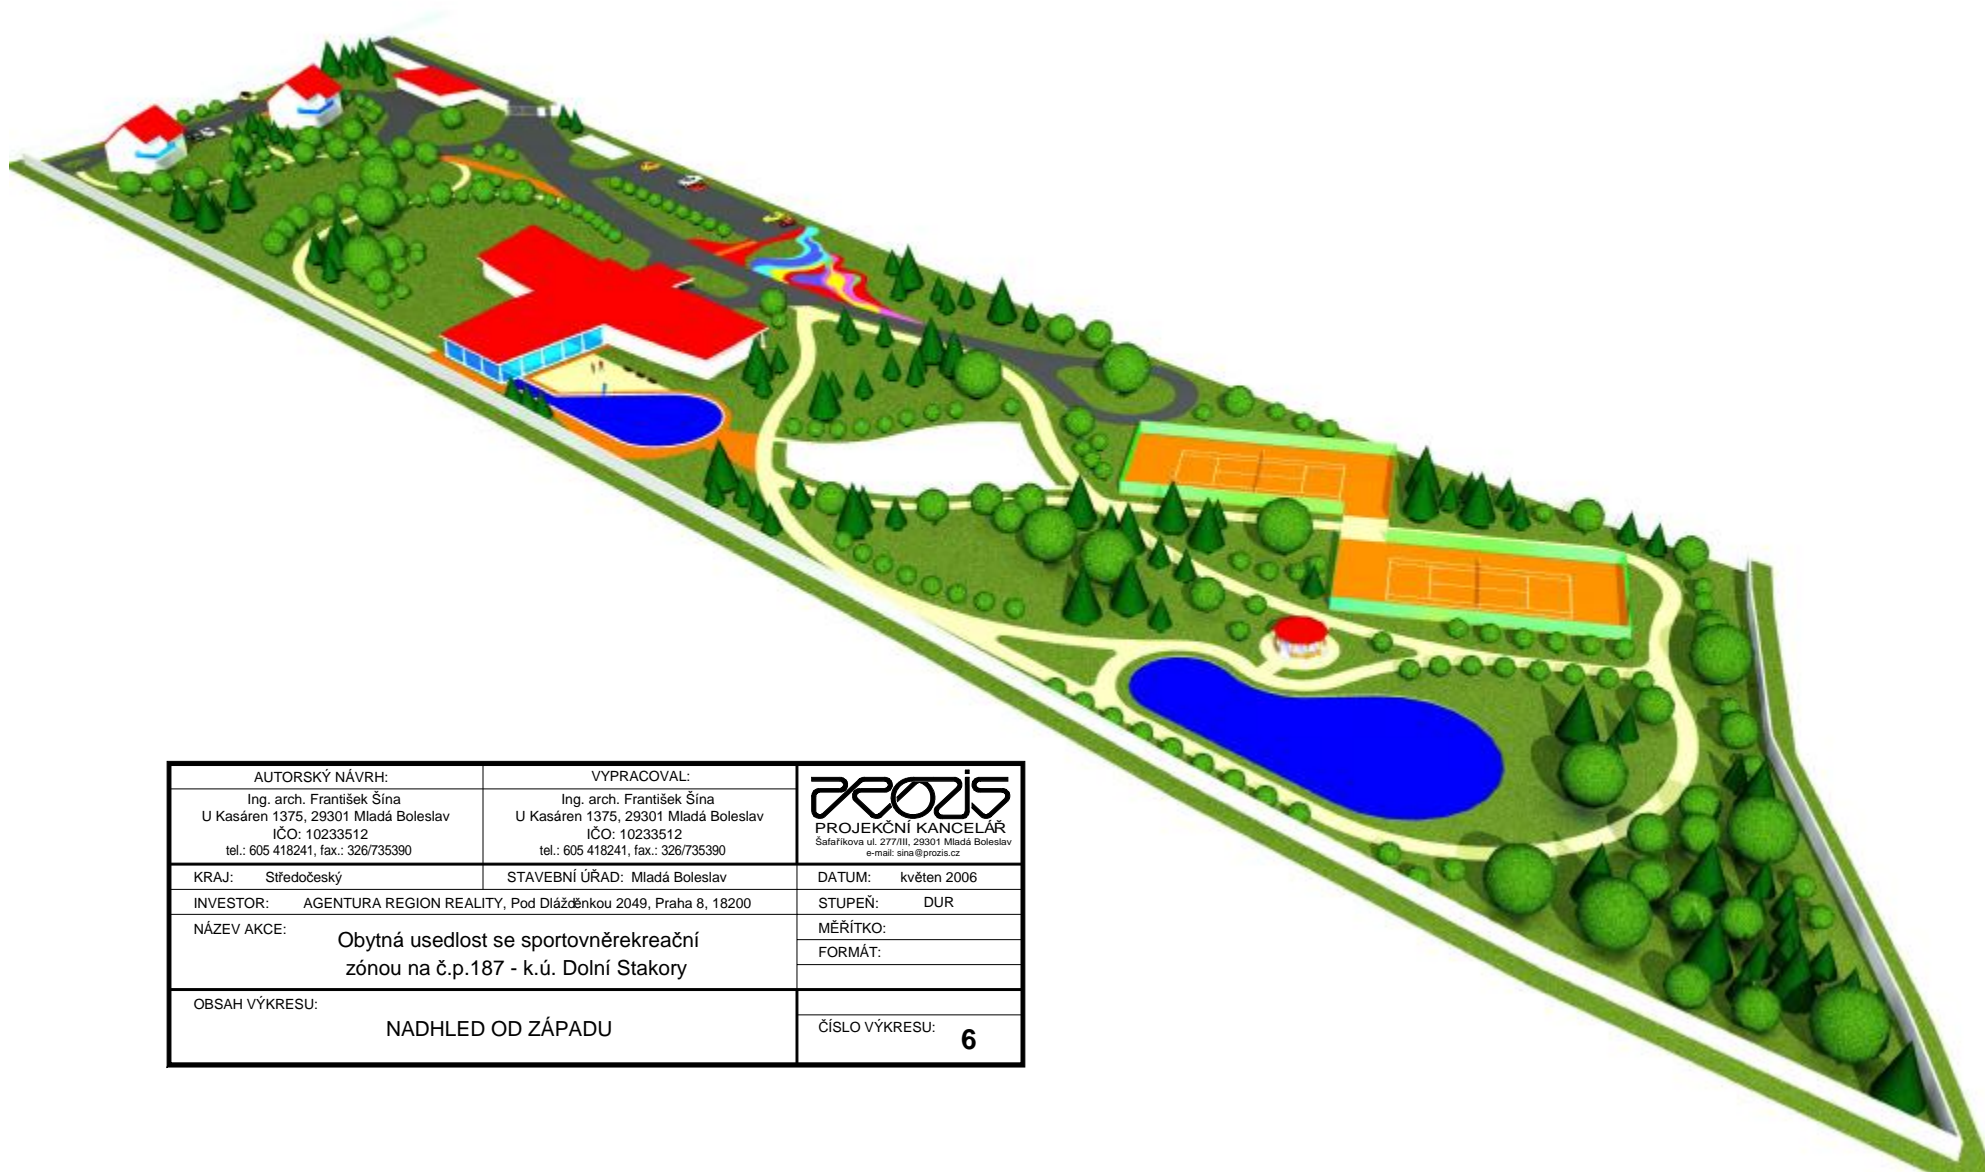 AUTORSKÝ NÁVRH:
Ing. arch. František Šína
U Kasáren 1375, 29301 Mladá Boleslav
IČO: 10233512
tel.: 605 418241, fax.: 326/735390
VYPRACOVAL:
Ing. arch. František Šína
U Kasáren 1375, 29301 Mladá Boleslav
IČO: 10233512
tel.: 605 418241, fax.: 326/735390
PROZIS
PROJEKČNÍ KANCELÁŘ
Šafaříkova ul. 277/III, 29301 Mladá Boleslav
e-mail: sina@prozis.cz
KRAJ: Středočeský
STAVEBNÍ ÚŘAD: Mladá Boleslav
DATUM: květen 2006
INVESTOR: AGENTURA REGION REALITY, Pod Dlážděnkou 2049, Praha 8, 18200
STUPEŇ: DUR
NÁZEV AKCE:
Obytná usedlost se sportovněrekreační
zónou na č.p.187 - k.ú. Dolní Stakory
MĚŘÍTKO:
FORMÁT:
OBSAH VÝKRESU:
NADHLED OD ZÁPADU
ČÍSLO VÝKRESU: 6